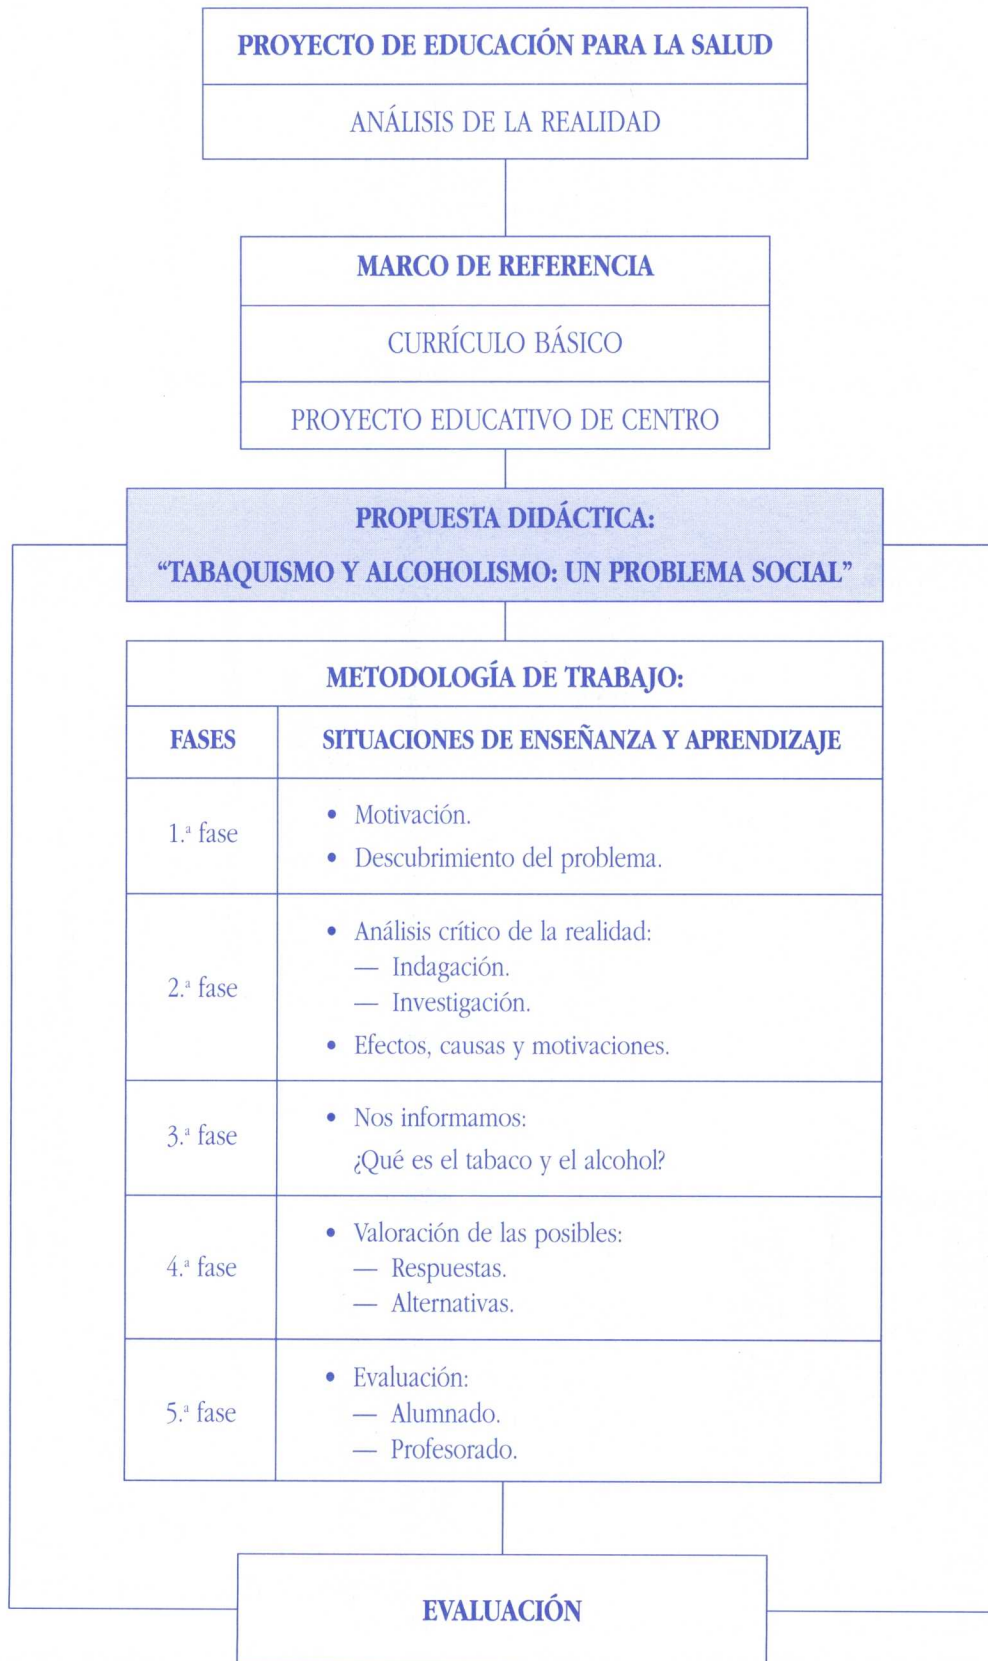 PROYECTO DE EDUCACIÓN PARA LA SALUD
ANÁLISIS DE LA REALIDAD
MARCO DE REFERENCIA
CURRÍCULO BÁSICO
PROYECTO EDUCATIVO DE CENTRO
PROPUESTA DIDÁCTICA:
“TABAQUISMO Y ALCOHOLISMO: UN PROBLEMA SOCIAL”
METODOLOGÍA DE TRABAJO:
FASES SITUACIONES DE ENSEÑANZA Y APRENDIZAJE
1.ª fase
• Motivación.
• Descubrimiento del problema.
2.ª fase
• Análisis crítico de la realidad:
— Indagación.
— Investigación.
• Efectos, causas y motivaciones.
3.ª fase
• Nos informamos:
¿Qué es el tabaco y el alcohol?
4.ª fase
• Valoración de las posibles:
— Respuestas.
— Alternativas.
5.ª fase
• Evaluación:
— Alumnado.
— Profesorado.
EVALUACIÓN